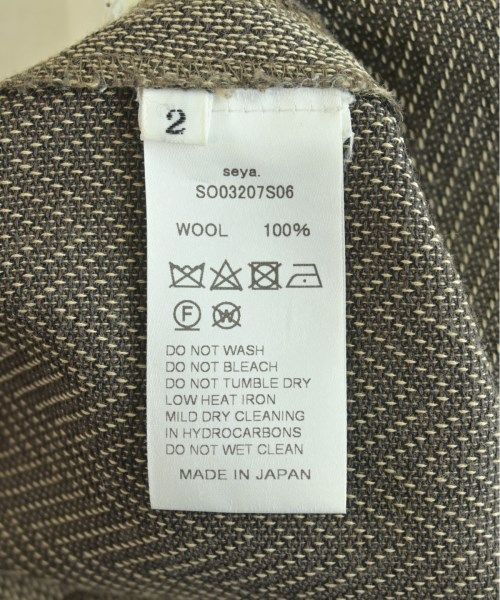 2
seya.
SO03207S06
WOOL 100%
F W
DO NOT WASH
DO NOT BLEACH
DO NOT TUMBLE DRY
LOW HEAT IRON
MILD DRY CLEANING
IN HYDROCARBONS
DO NOT WET CLEAN
MADE IN JAPAN